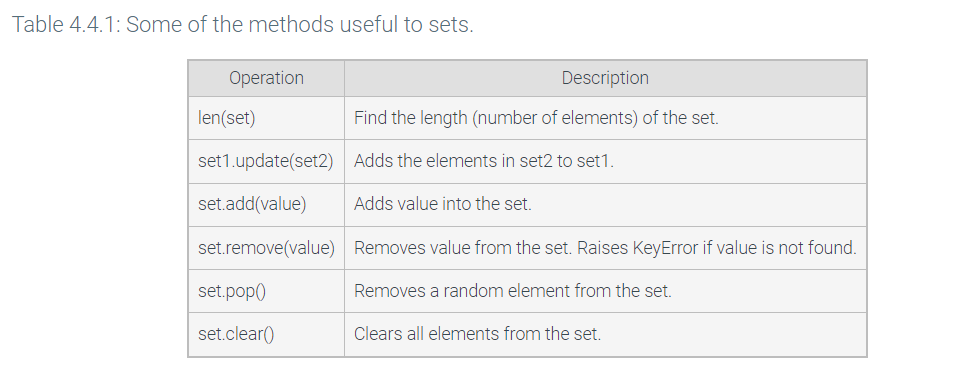 Table 4.4.1: Some of the methods useful to sets.
Operation Description
len(set) Find the length (number of elements) of the set.
set1.update(set2) Adds the elements in set2 to set1.
set.add(value) Adds value into the set.
set.remove(value) Removes value from the set. Raises KeyError if value is not found.
set.pop() Removes a random element from the set.
set.clear() Clears all elements from the set.